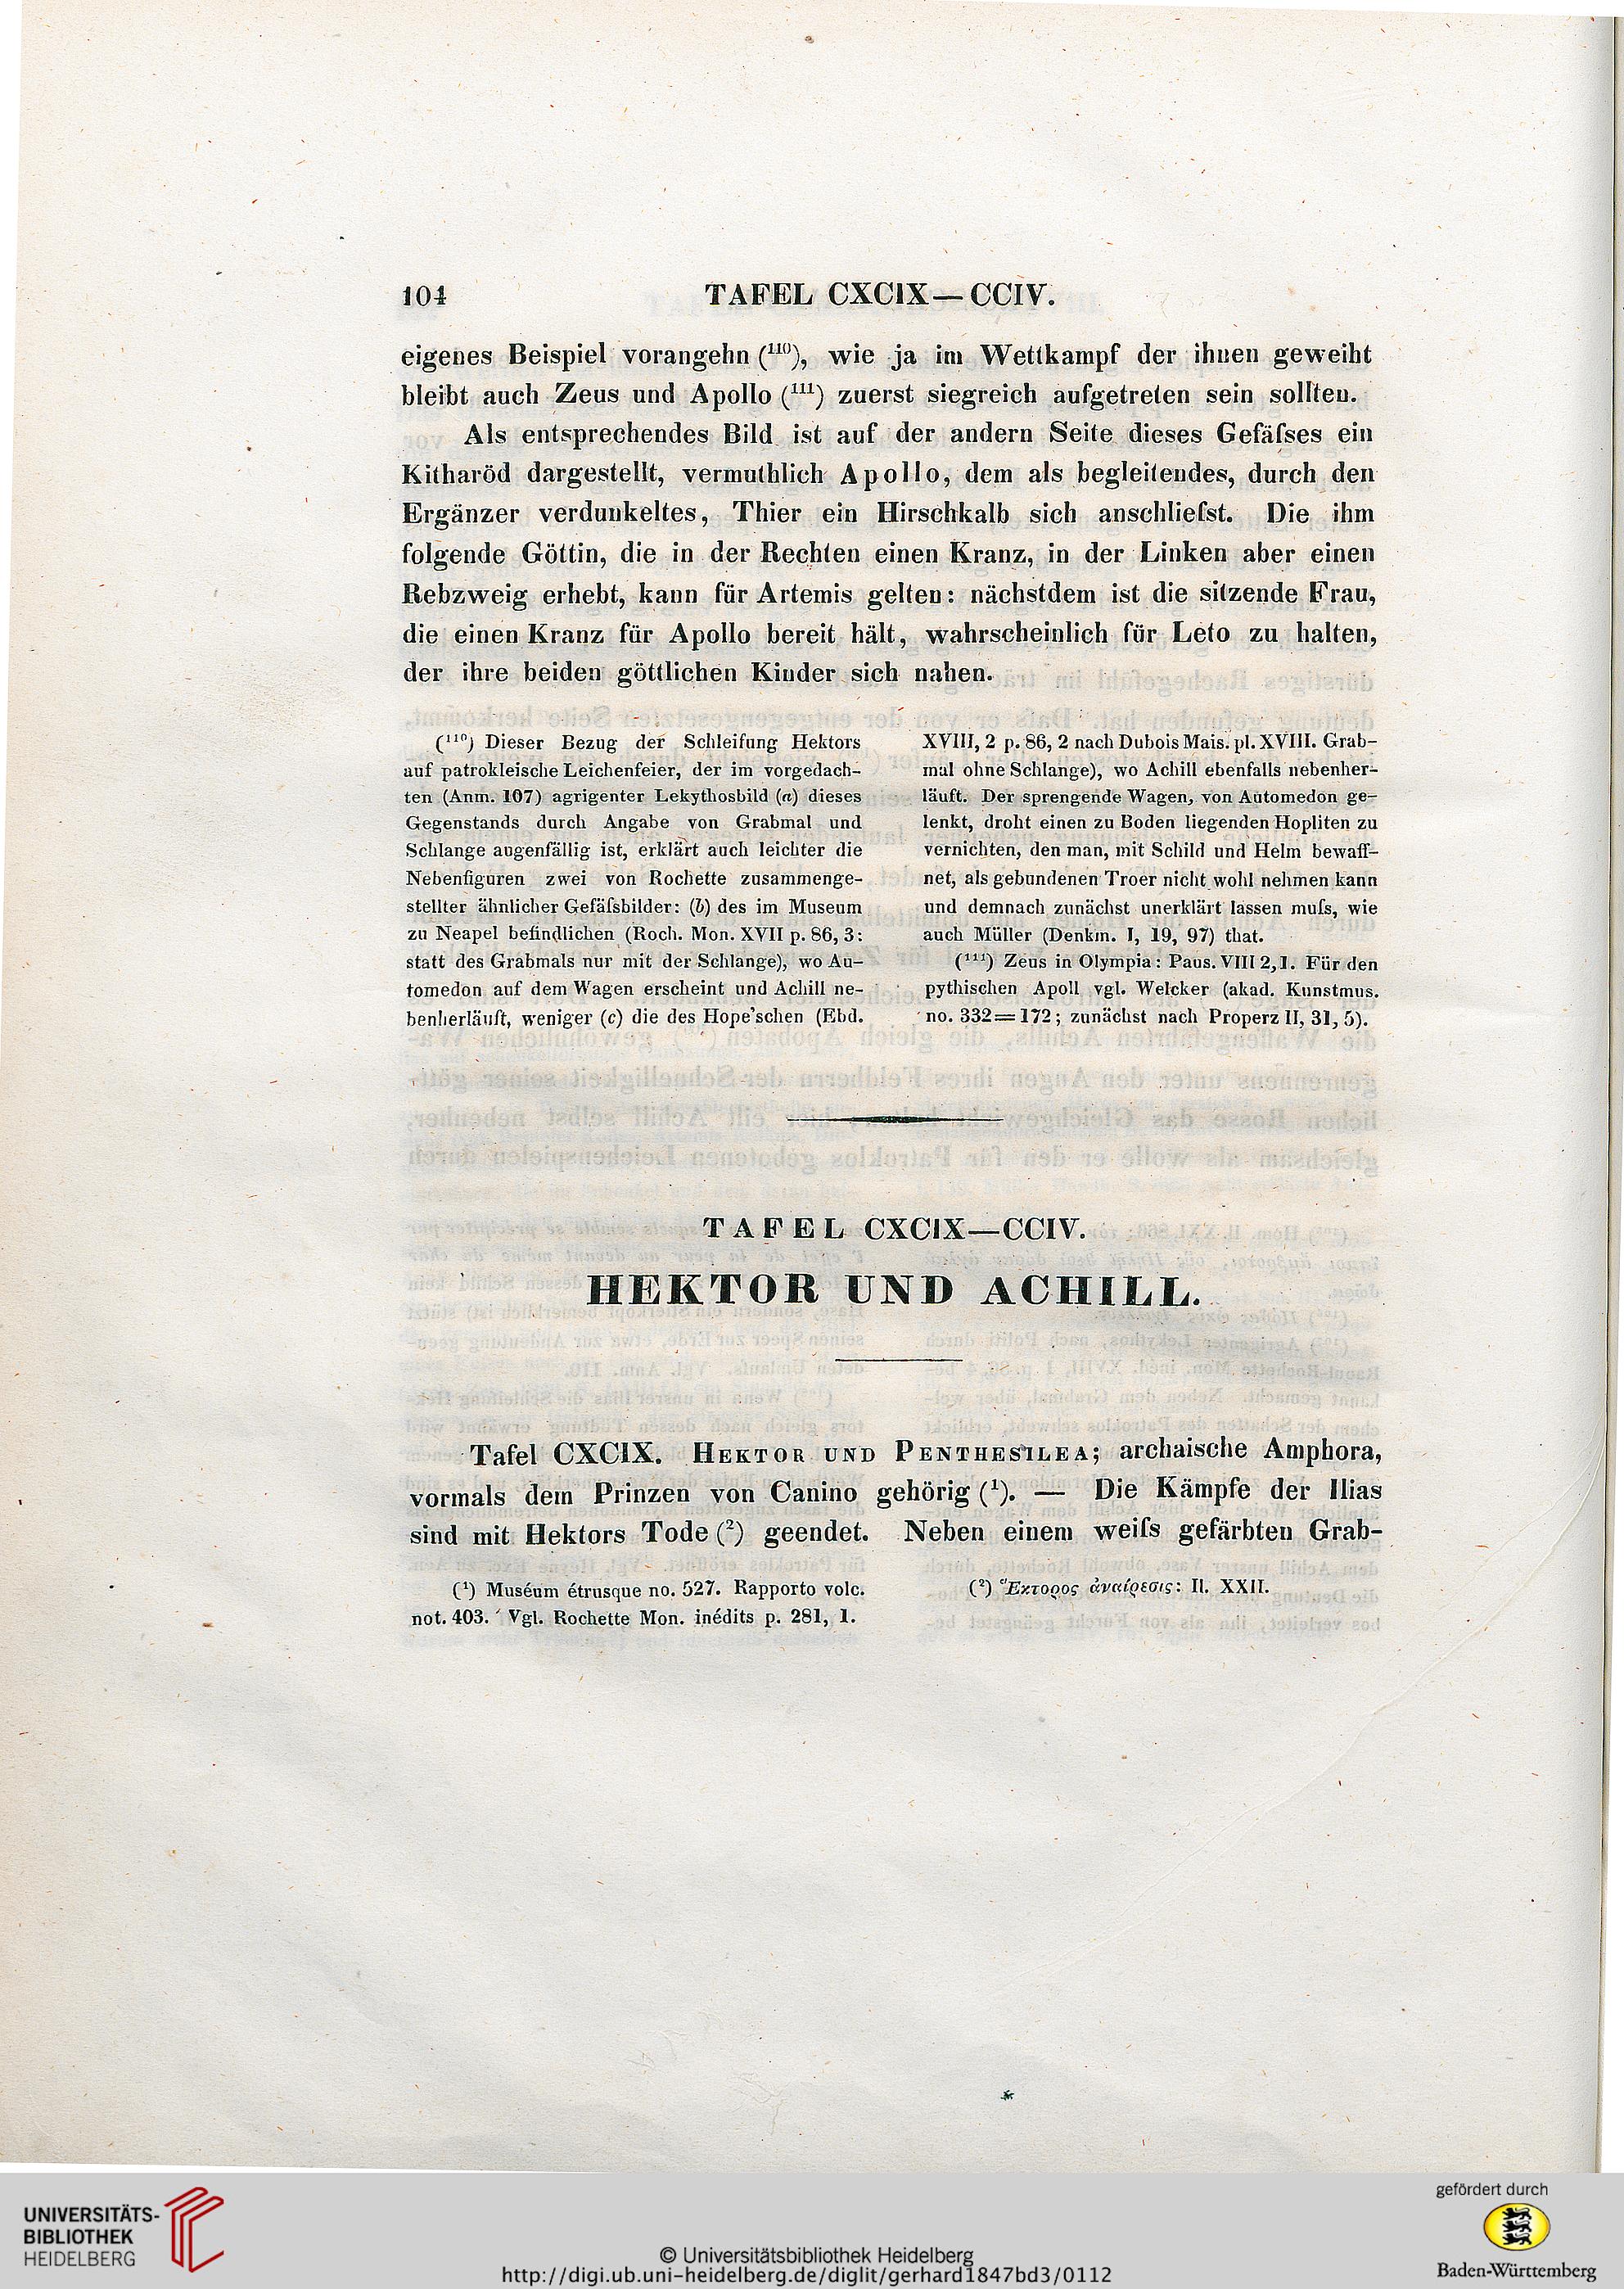 104 TAFEL CXCIX—CCIV.
eigenes Beispiel vorangehn (¹¹⁰), wie ja im Wettkampf der ihnen geweiht
bleibt auch Zeus und Apollo (¹¹¹) zuerst siegreich aufgetreten sein sollten.
Als entsprechendes Bild ist auf der andern Seite dieses Gefäſses ein
Kitharöd dargestellt, vermuthlich Apollo, dem als begleitendes, durch den
Ergänzer verdunkeltes, Thier ein Hirschkalb sich anschlieſst. Die ihm
folgende Göttin, die in der Rechten einen Kranz, in der Linken aber einen
Rebzweig erhebt, kann für Artemis gelten: nächstdem ist die sitzende Frau,
die einen Kranz für Apollo bereit hält, wahrscheinlich für Leto zu halten,
der ihre beiden göttlichen Kinder sich nahen.
(¹¹⁰) Dieser Bezug der Schleifung Hektors
auf patrokleische Leichenfeier, der im vorgedach-
ten (Anm. 107) agrigenter Lekythosbild (a) dieses
Gegenstands durch Angabe von Grabmal und
Schlange augenfällig ist, erklärt auch leichter die
Nebenfiguren zwei von Rochette zusammenge-
stellter ähnlicher Gefäſsbilder: (b) des im Museum
zu Neapel befindlichen (Roch. Mon. XVII p. 86, 3:
statt des Grabmals nur mit der Schlange), wo Au-
tomedon auf dem Wagen erscheint und Achill ne-
benherläuft, weniger (c) die des Hope'schen (Ebd.
XVIII, 2 p. 86, 2 nach Dubois Mais. pl. XVIII. Grab-
mal ohne Schlange), wo Achill ebenfalls nebenher-
läuft. Der sprengende Wagen, von Automedon ge-
lenkt, droht einen zu Boden liegenden Hopliten zu
vernichten, den man, mit Schild und Helm bewaff-
net, als gebundenen Troer nicht wohl nehmen kann
und demnach zunächst unerklärt lassen muſs, wie
auch Müller (Denkm. I, 19, 97) that.
(¹¹¹) Zeus in Olympia: Paus. VIII 2, 1. Für den
pythischen Apoll vgl. Welcker (akad. Kunstmus.
no. 332=172; zunächst nach Properz II, 31, 5).
TAFEL CXCIX—CCIV.
HEKTOR UND ACHILL.
Tafel CXCIX. HEKTOR UND PENTHESILEA; archaische Amphora,
vormals dem Prinzen von Canino gehörig (¹). — Die Kämpfe der Ilias
sind mit Hektors Tode (²) geendet. Neben einem weiſs gefärbten Grab-
(¹) Muséum étrusque no. 527. Rapporto volc.
not. 403. Vgl. Rochette Mon. inédits p. 281, 1.
(²) Ἕκτορος ἀναίρεσις: Il. XXII.
UNIVERSITÄTS-
BIBLIOTHEK
HEIDELBERG
© Universitätsbibliothek Heidelberg
http://digi.ub.uni-heidelberg.de/diglit/gerhard1847bd3/0112
gefördert durch
Baden-Württemberg